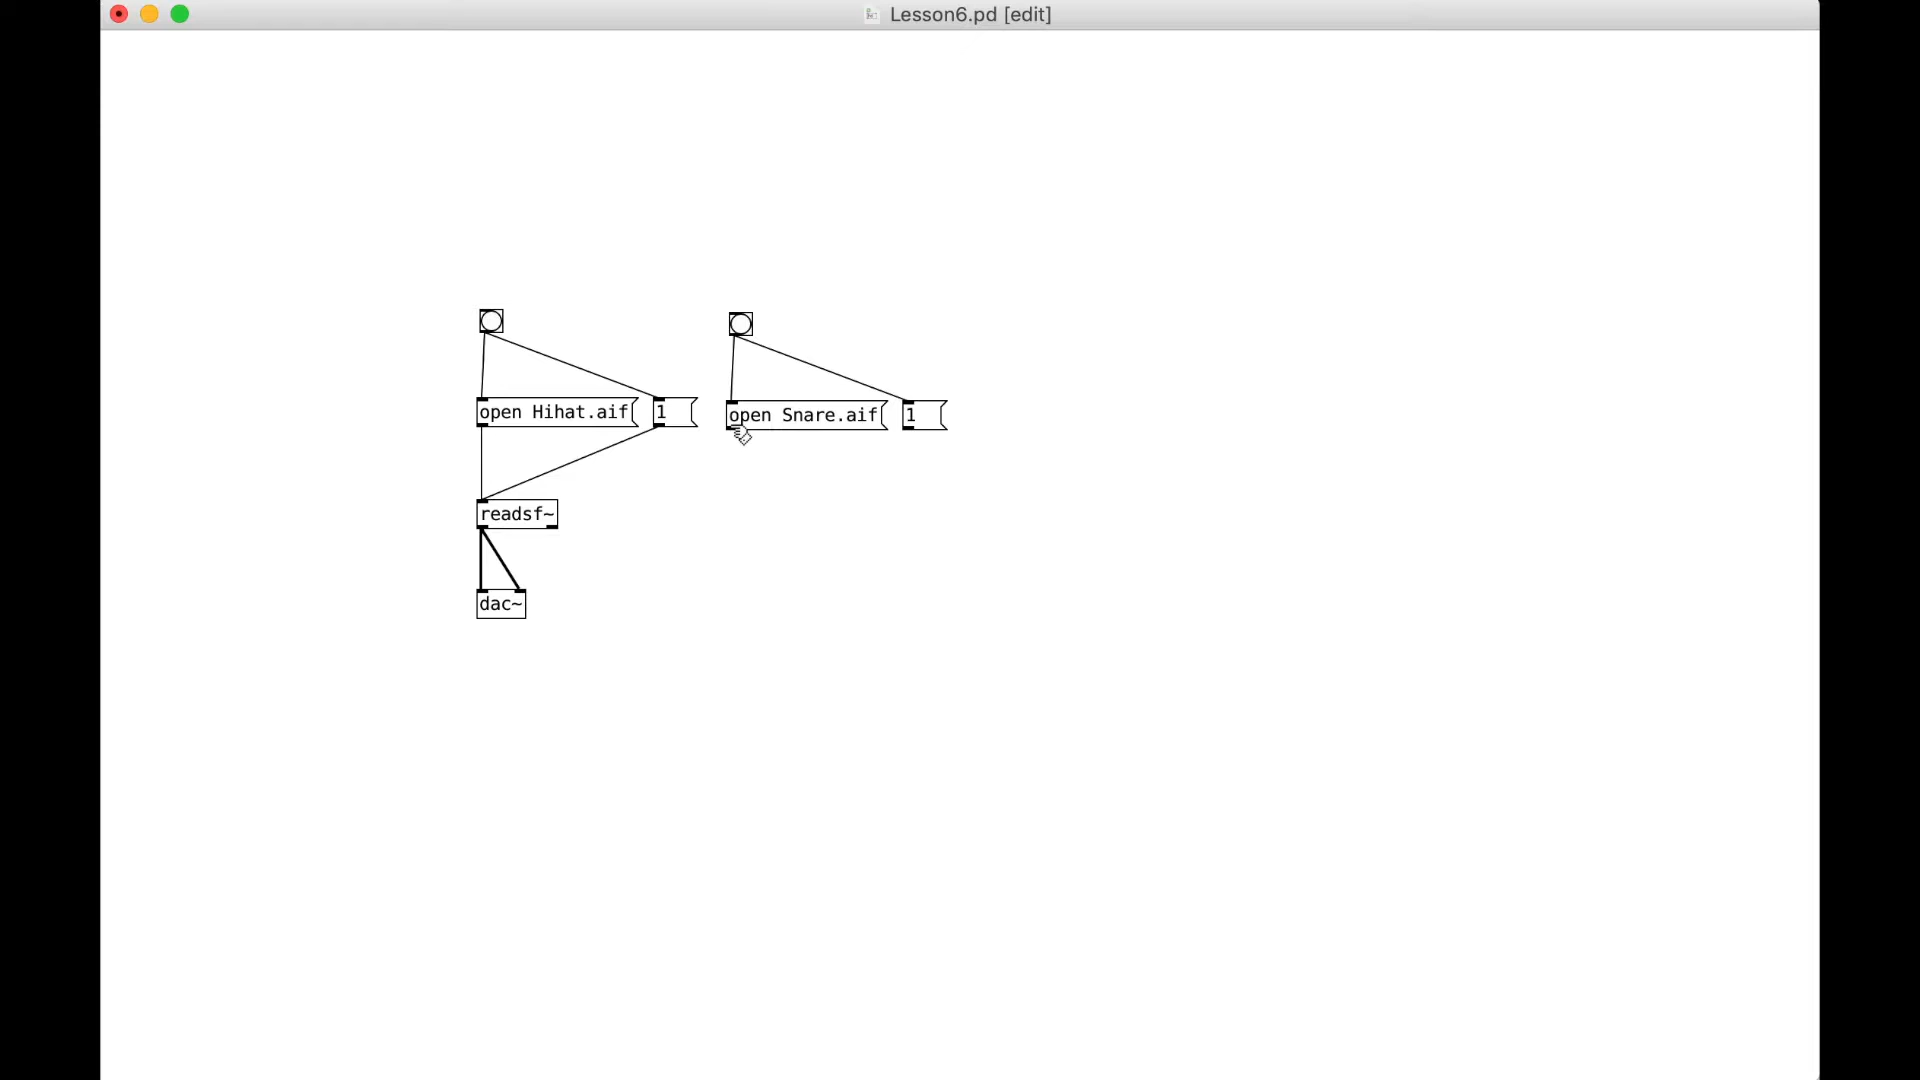 Lesson6.pd [edit]
open Hihat.aif
1
open Snare.aif
1
readsf~
dac~